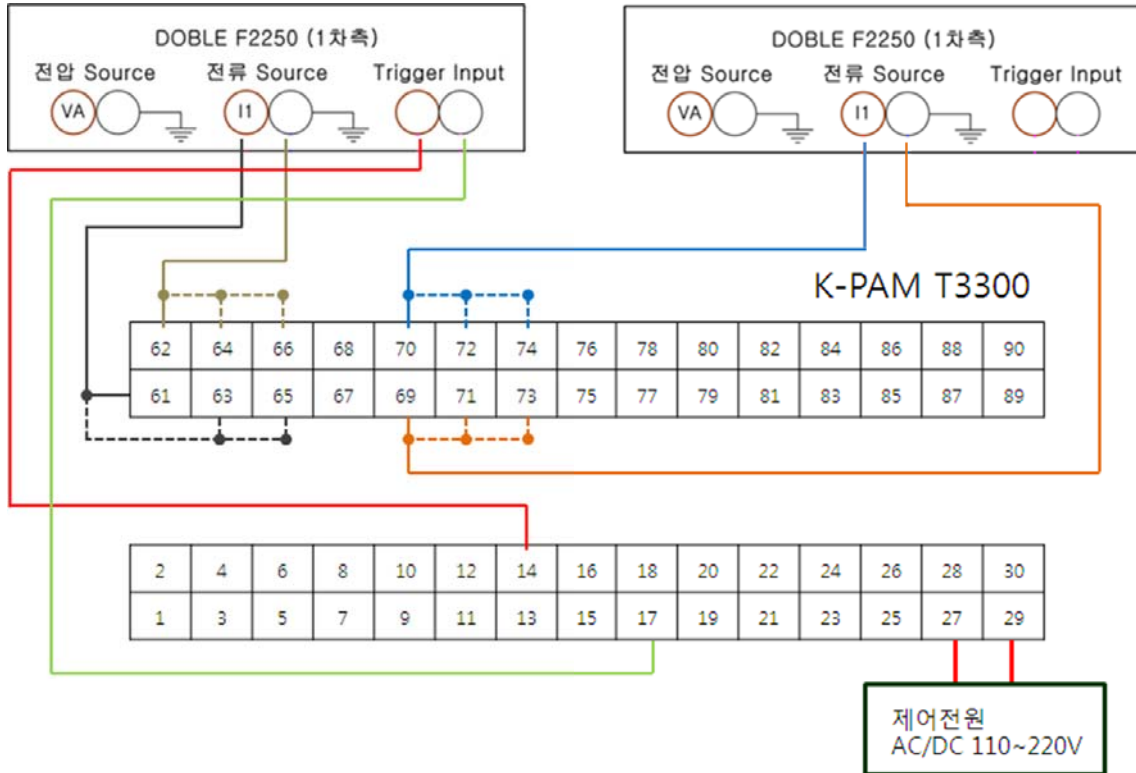 DOBLE F2250 (1차측)
전압 Source 전류 Source Trigger Input
VA I1
DOBLE F2250 (1차측)
전압 Source 전류 Source Trigger Input
VA I1
K-PAM T3300
62 64 66 68 70 72 74 76 78 80 82 84 86 88 90
61 63 65 67 69 71 73 75 77 79 81 83 85 87 89
2 4 6 8 10 12 14 16 18 20 22 24 26 28 30
1 3 5 7 9 11 13 15 17 19 21 23 25 27 29
제어전원
AC/DC 110~220V